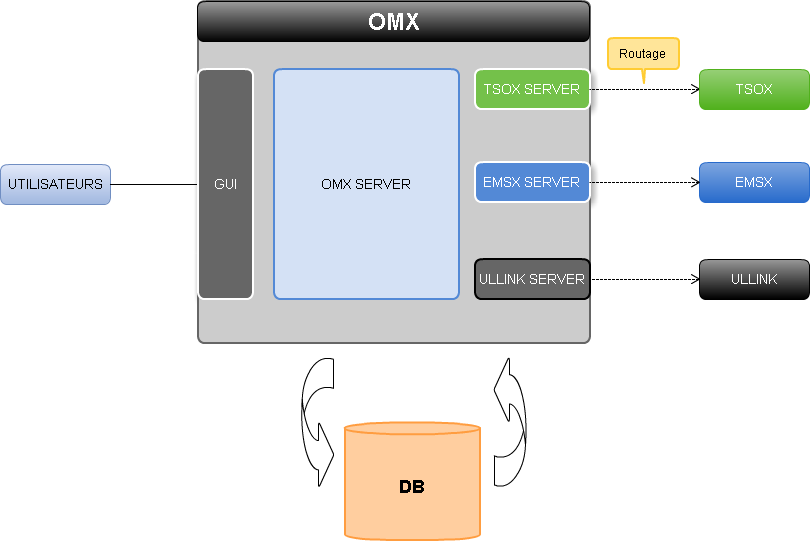 OMX
Routage
TSOX SERVER
TSOX
UTILISATEURS
GUI
OMX SERVER
EMSX SERVER
EMSX
ULLINK SERVER
ULLINK
DB